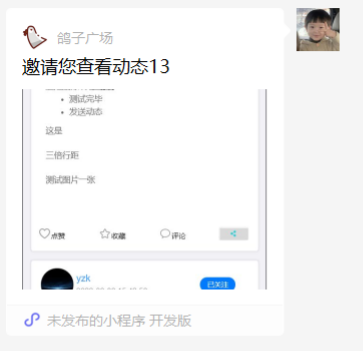 鸽子广场
邀请您查看动态13
测试完毕
发送动态
这是
三倍行距
测试图片一张
点赞
收藏
评论
yzk
已关注
未发布的小程序 开发版